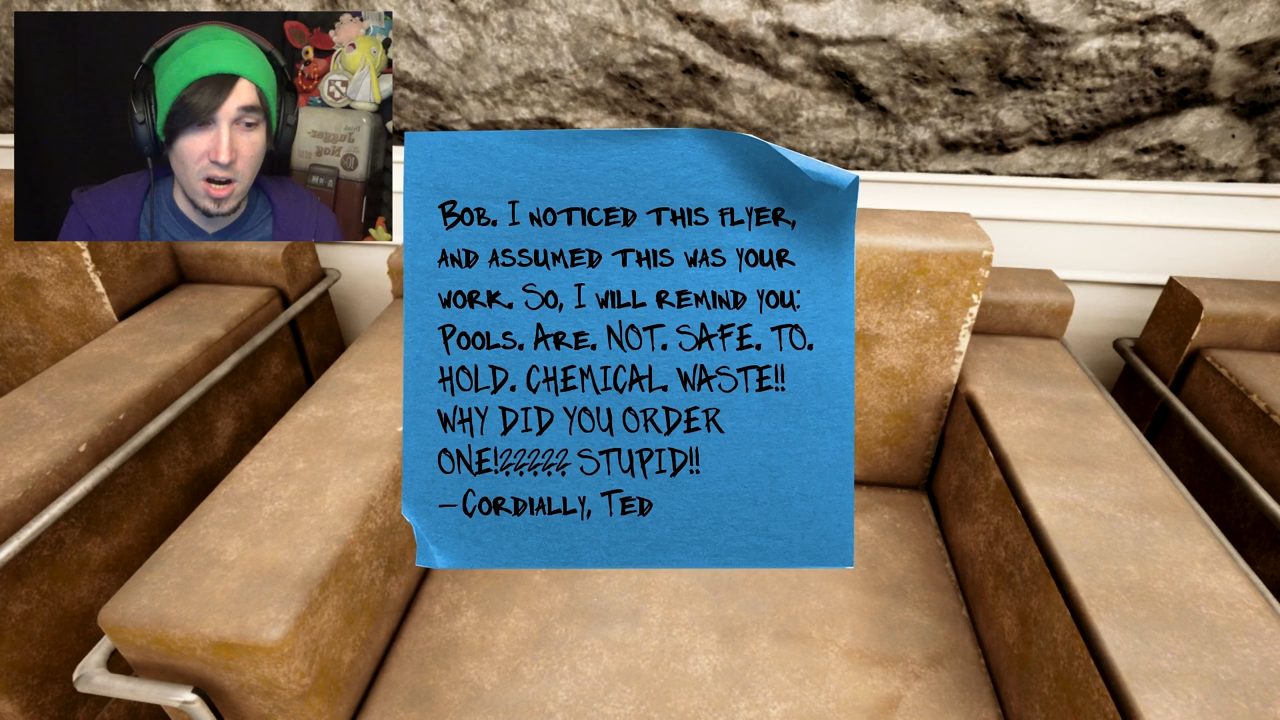 Bob. I noticed this flyer,
and assumed this was your
work. So, I will remind you:
Pools. Are. NOT. SAFE. TO.
HOLD. CHEMICAL. WASTE!!
WHY DID YOU ORDER
ONE!????? STUPID!!
—Cordially, Ted